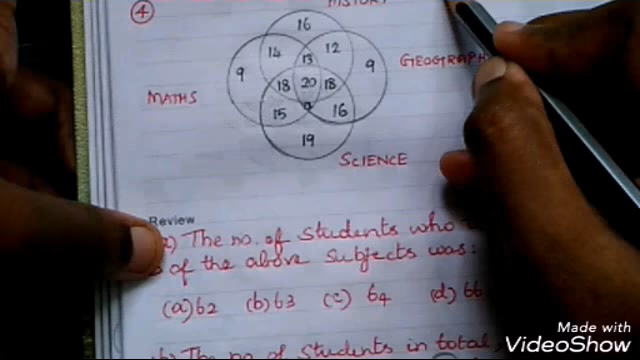 ④
HISTORY
16
14
12
13
9
9
GEOGRAPH
18
20
18
MATHS
9
15
16
19
SCIENCE
Review
a) The no. of students who
of the above subjects was:
(a) 62 (b) 63 (c) 64 (d) 66
b) The no of students in total
Made with
VideoShow